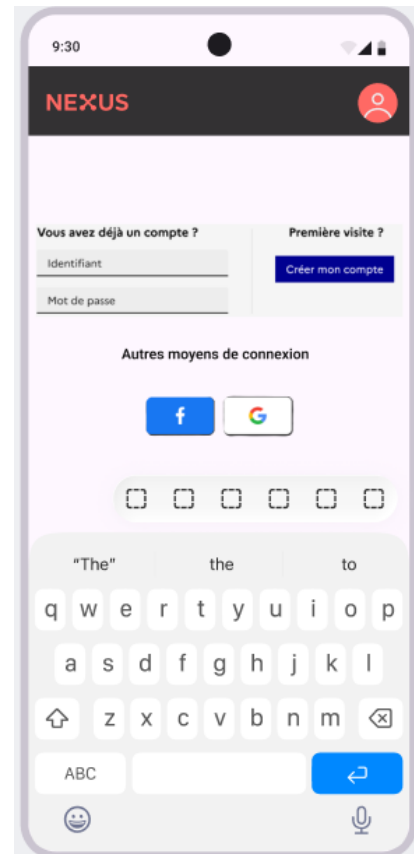 9:30
NEXUS
Vous avez déjà un compte ?
Première visite ?
Identifiant
Créer mon compte
Mot de passe
Autres moyens de connexion
f
G
"The" the to
q w e r t y u i o p
a s d f g h j k l
z x c v b n m
ABC